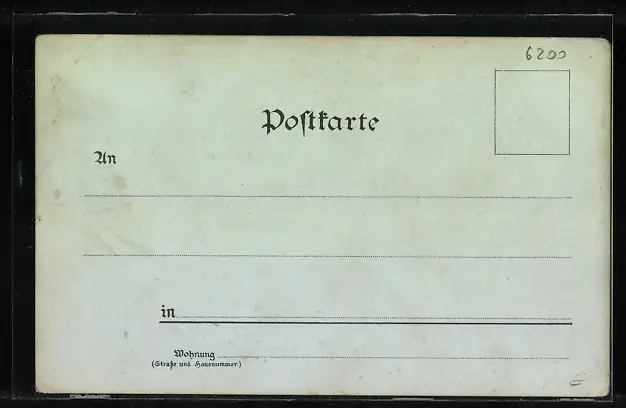 6200
Postkarte
An
in
Wohnung
(Straße und Hausnummer.)